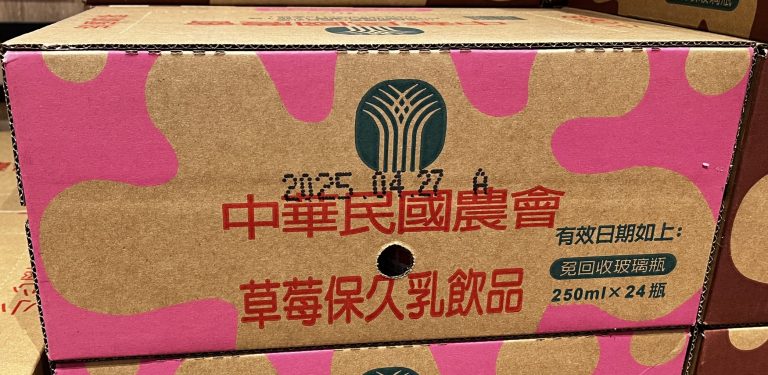 2025.04.27 A
中華民國農會
有效日期如上：
免回收玻璃瓶
草莓保久乳飲品
250ml×24瓶